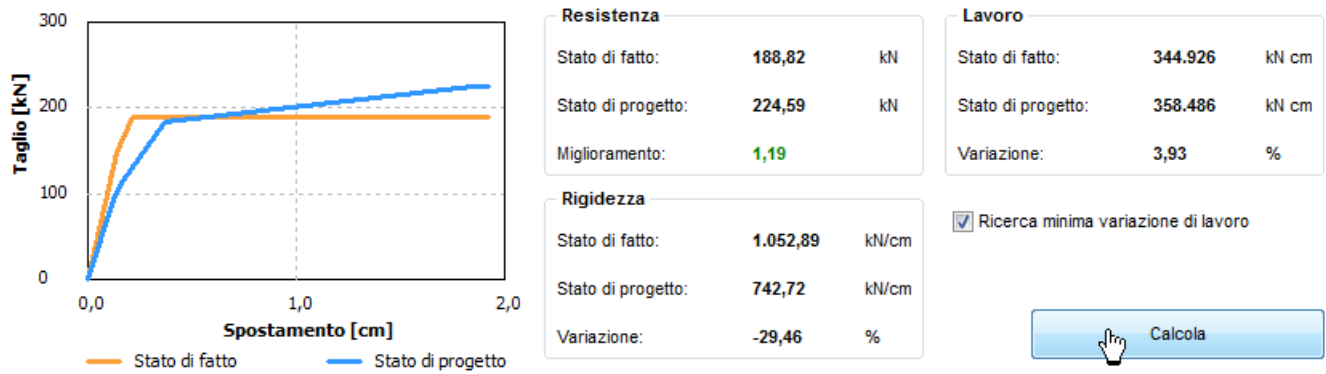 300
200
100
0
Taglio [kN]
0,0
1,0
2,0
Spostamento [cm]
Stato di fatto
Stato di progetto
Resistenza
Stato di fatto: 188,82 kN
Stato di progetto: 224,59 kN
Miglioramento: 1,19
Rigidezza
Stato di fatto: 1.052,89 kN/cm
Stato di progetto: 742,72 kN/cm
Variazione: -29,46 %
Lavoro
Stato di fatto: 344.926 kN cm
Stato di progetto: 358.486 kN cm
Variazione: 3,93 %
Ricerca minima variazione di lavoro
Calcola